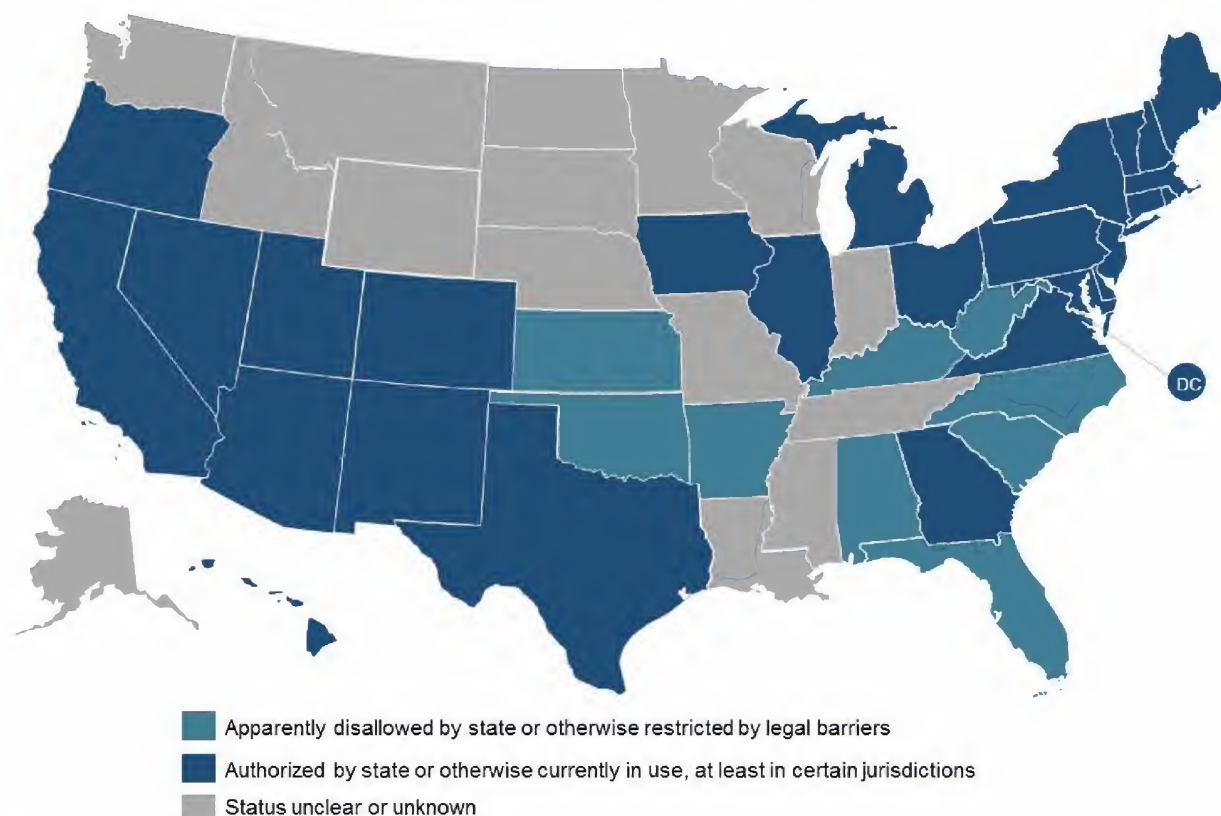 DC
Apparently disallowed by state or otherwise restricted by legal barriers
Authorized by state or otherwise currently in use, at least in certain jurisdictions
Status unclear or unknown